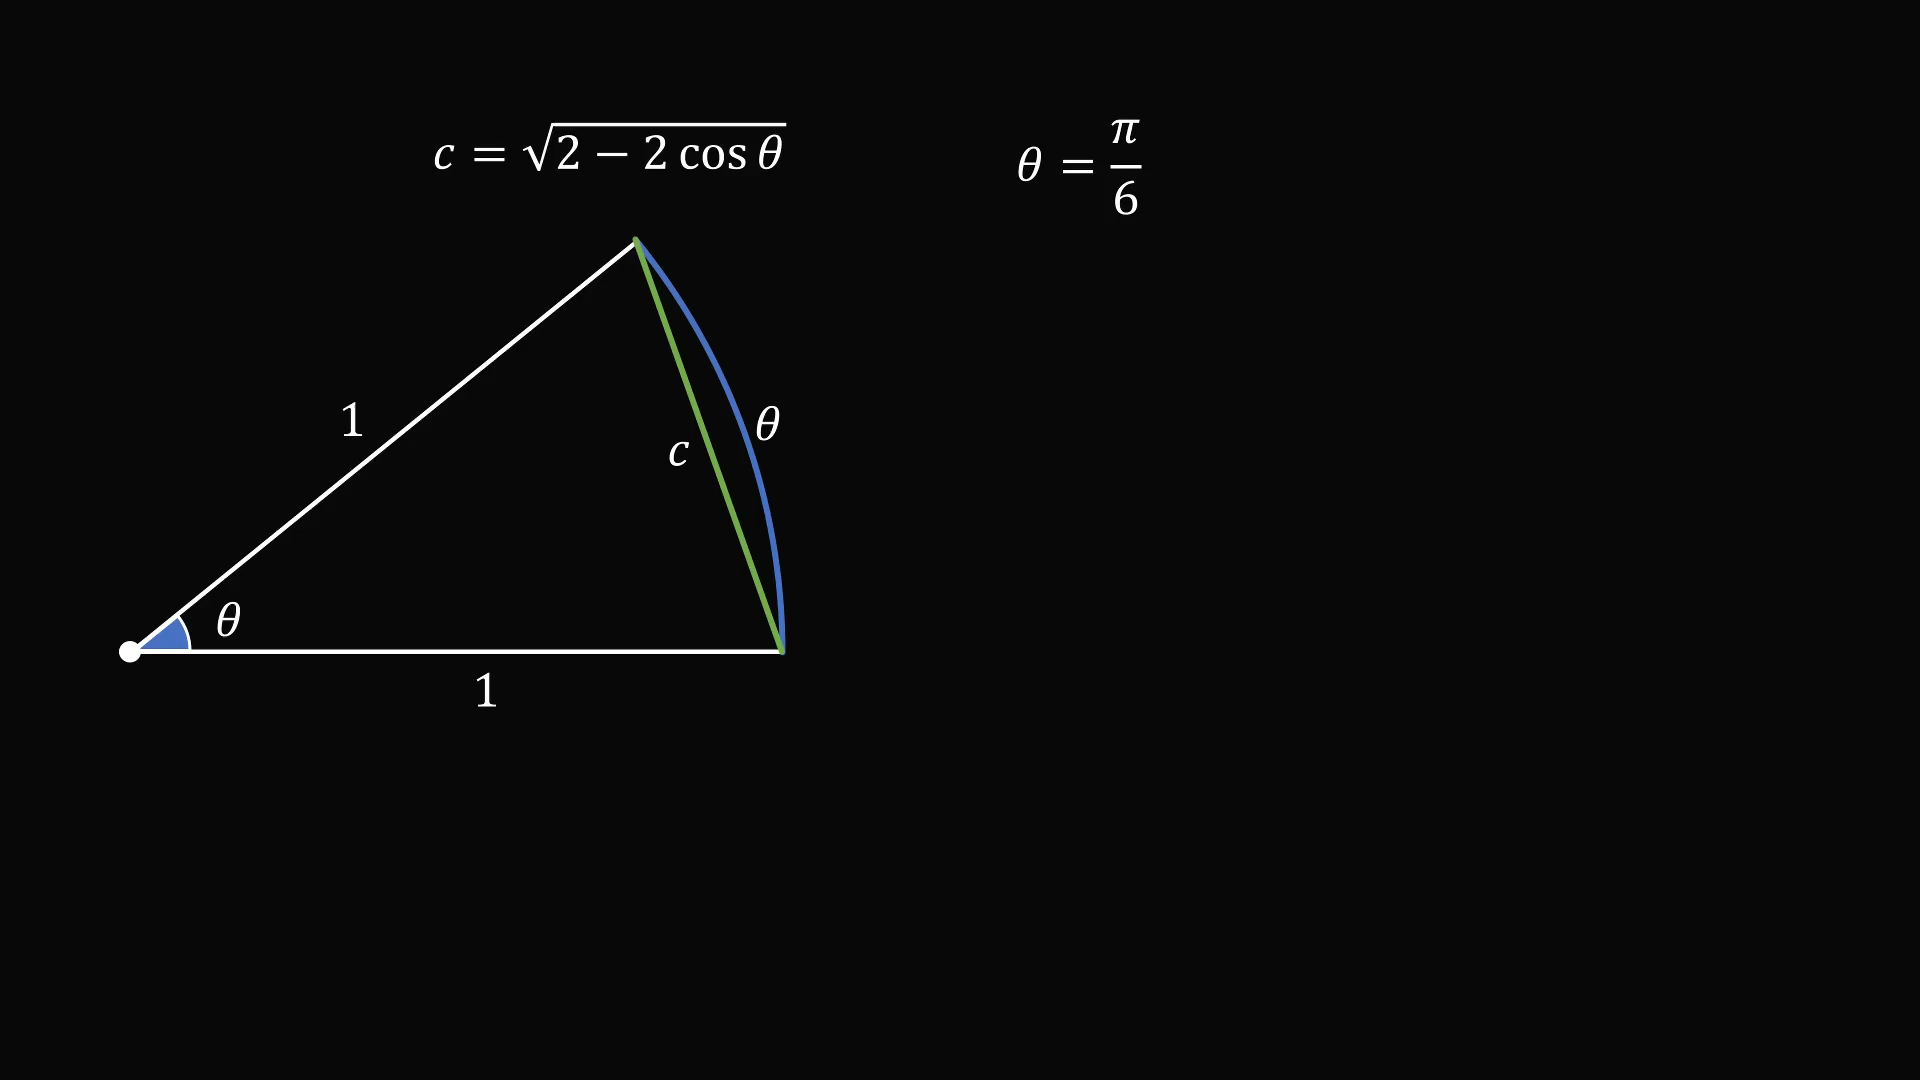 c = √(2 − 2 cos θ)
θ = π/6
1
θ
c
θ
1